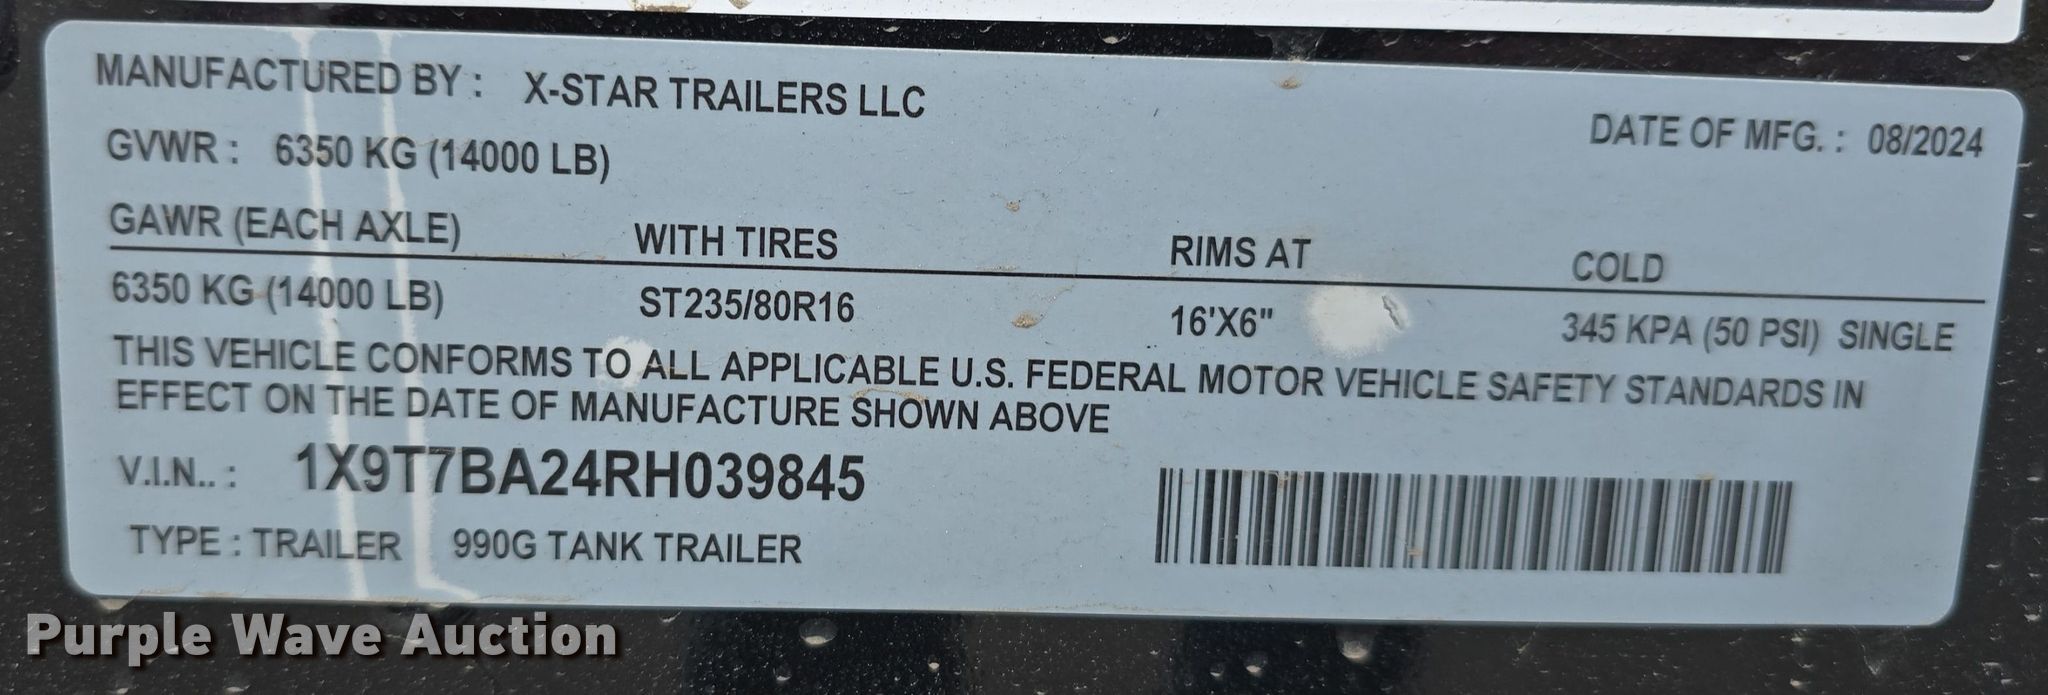 MANUFACTURED BY : X-STAR TRAILERS LLC
DATE OF MFG. : 08/2024
GVWR : 6350 KG (14000 LB)
GAWR (EACH AXLE) WITH TIRES RIMS AT COLD
6350 KG (14000 LB) ST235/80R16 16'X6" 345 KPA (50 PSI) SINGLE
THIS VEHICLE CONFORMS TO ALL APPLICABLE U.S. FEDERAL MOTOR VEHICLE SAFETY STANDARDS IN
EFFECT ON THE DATE OF MANUFACTURE SHOWN ABOVE
V.I.N.. : 1X9T7BA24RH039845
TYPE : TRAILER 990G TANK TRAILER
Purple Wave Auction